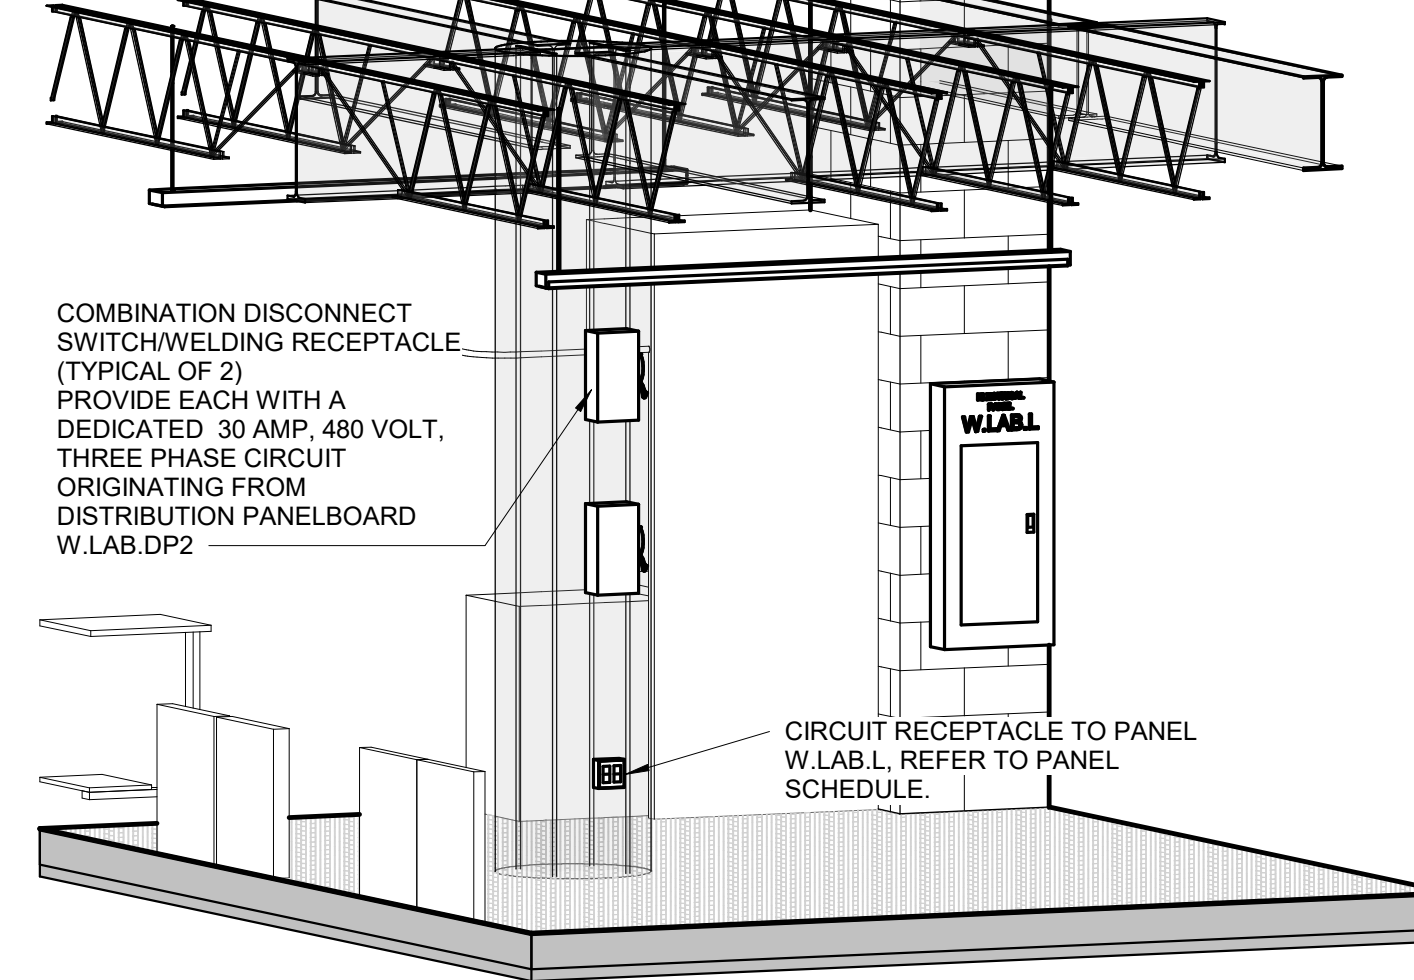 COMBINATION DISCONNECT
SWITCH/WELDING RECEPTACLE
(TYPICAL OF 2)
PROVIDE EACH WITH A
DEDICATED  30 AMP, 480 VOLT,
THREE PHASE CIRCUIT
ORIGINATING FROM
DISTRIBUTION PANELBOARD
W.LAB.DP2
PANEL
W.LAB.L
CIRCUIT RECEPTACLE TO PANEL
W.LAB.L, REFER TO PANEL
SCHEDULE.